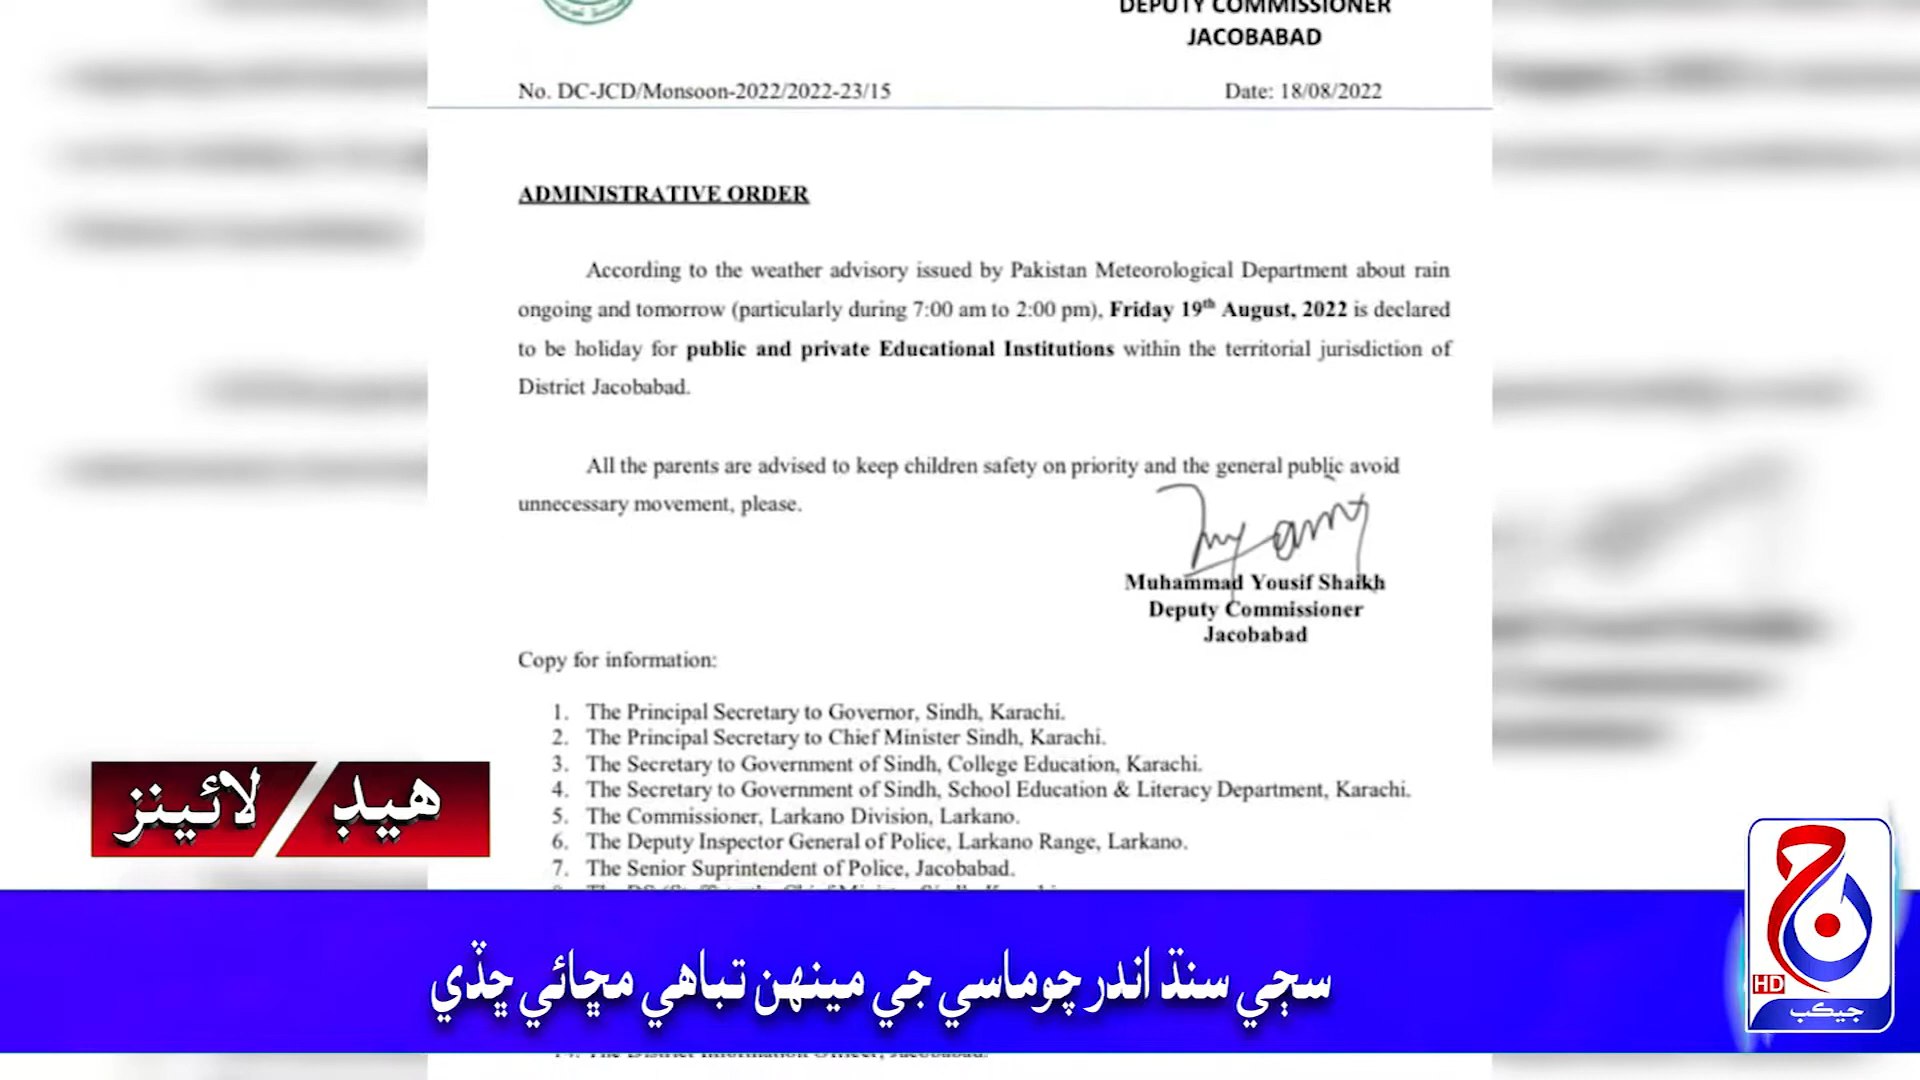 DEPUTY COMMISSIONER
JACOBABAD
No. DC-JCD/Monsoon-2022/2022-23/15
Date: 18/08/2022
ADMINISTRATIVE ORDER
According to the weather advisory issued by Pakistan Meteorological Department about rain
ongoing and tomorrow (particularly during 7:00 am to 2:00 pm), Friday 19th August, 2022 is declared
to be holiday for public and private Educational Institutions within the territorial jurisdiction of
District Jacobabad.
All the parents are advised to keep children safety on priority and the general public avoid
unnecessary movement, please.
Muhammad Yousif Shaikh
Deputy Commissioner
Jacobabad
Copy for information:
1. The Principal Secretary to Governor, Sindh, Karachi.
2. The Principal Secretary to Chief Minister Sindh, Karachi.
3. The Secretary to Government of Sindh, College Education, Karachi.
4. The Secretary to Government of Sindh, School Education & Literacy Department, Karachi.
5. The Commissioner, Larkano Division, Larkano.
6. The Deputy Inspector General of Police, Larkano Range, Larkano.
7. The Senior Suprintendent of Police, Jacobabad.
هيڊ لائينز
سڄي سنڌ اندر چوماسي جي مينهن تباهي مچائي ڇڏي
HD
جيڪب